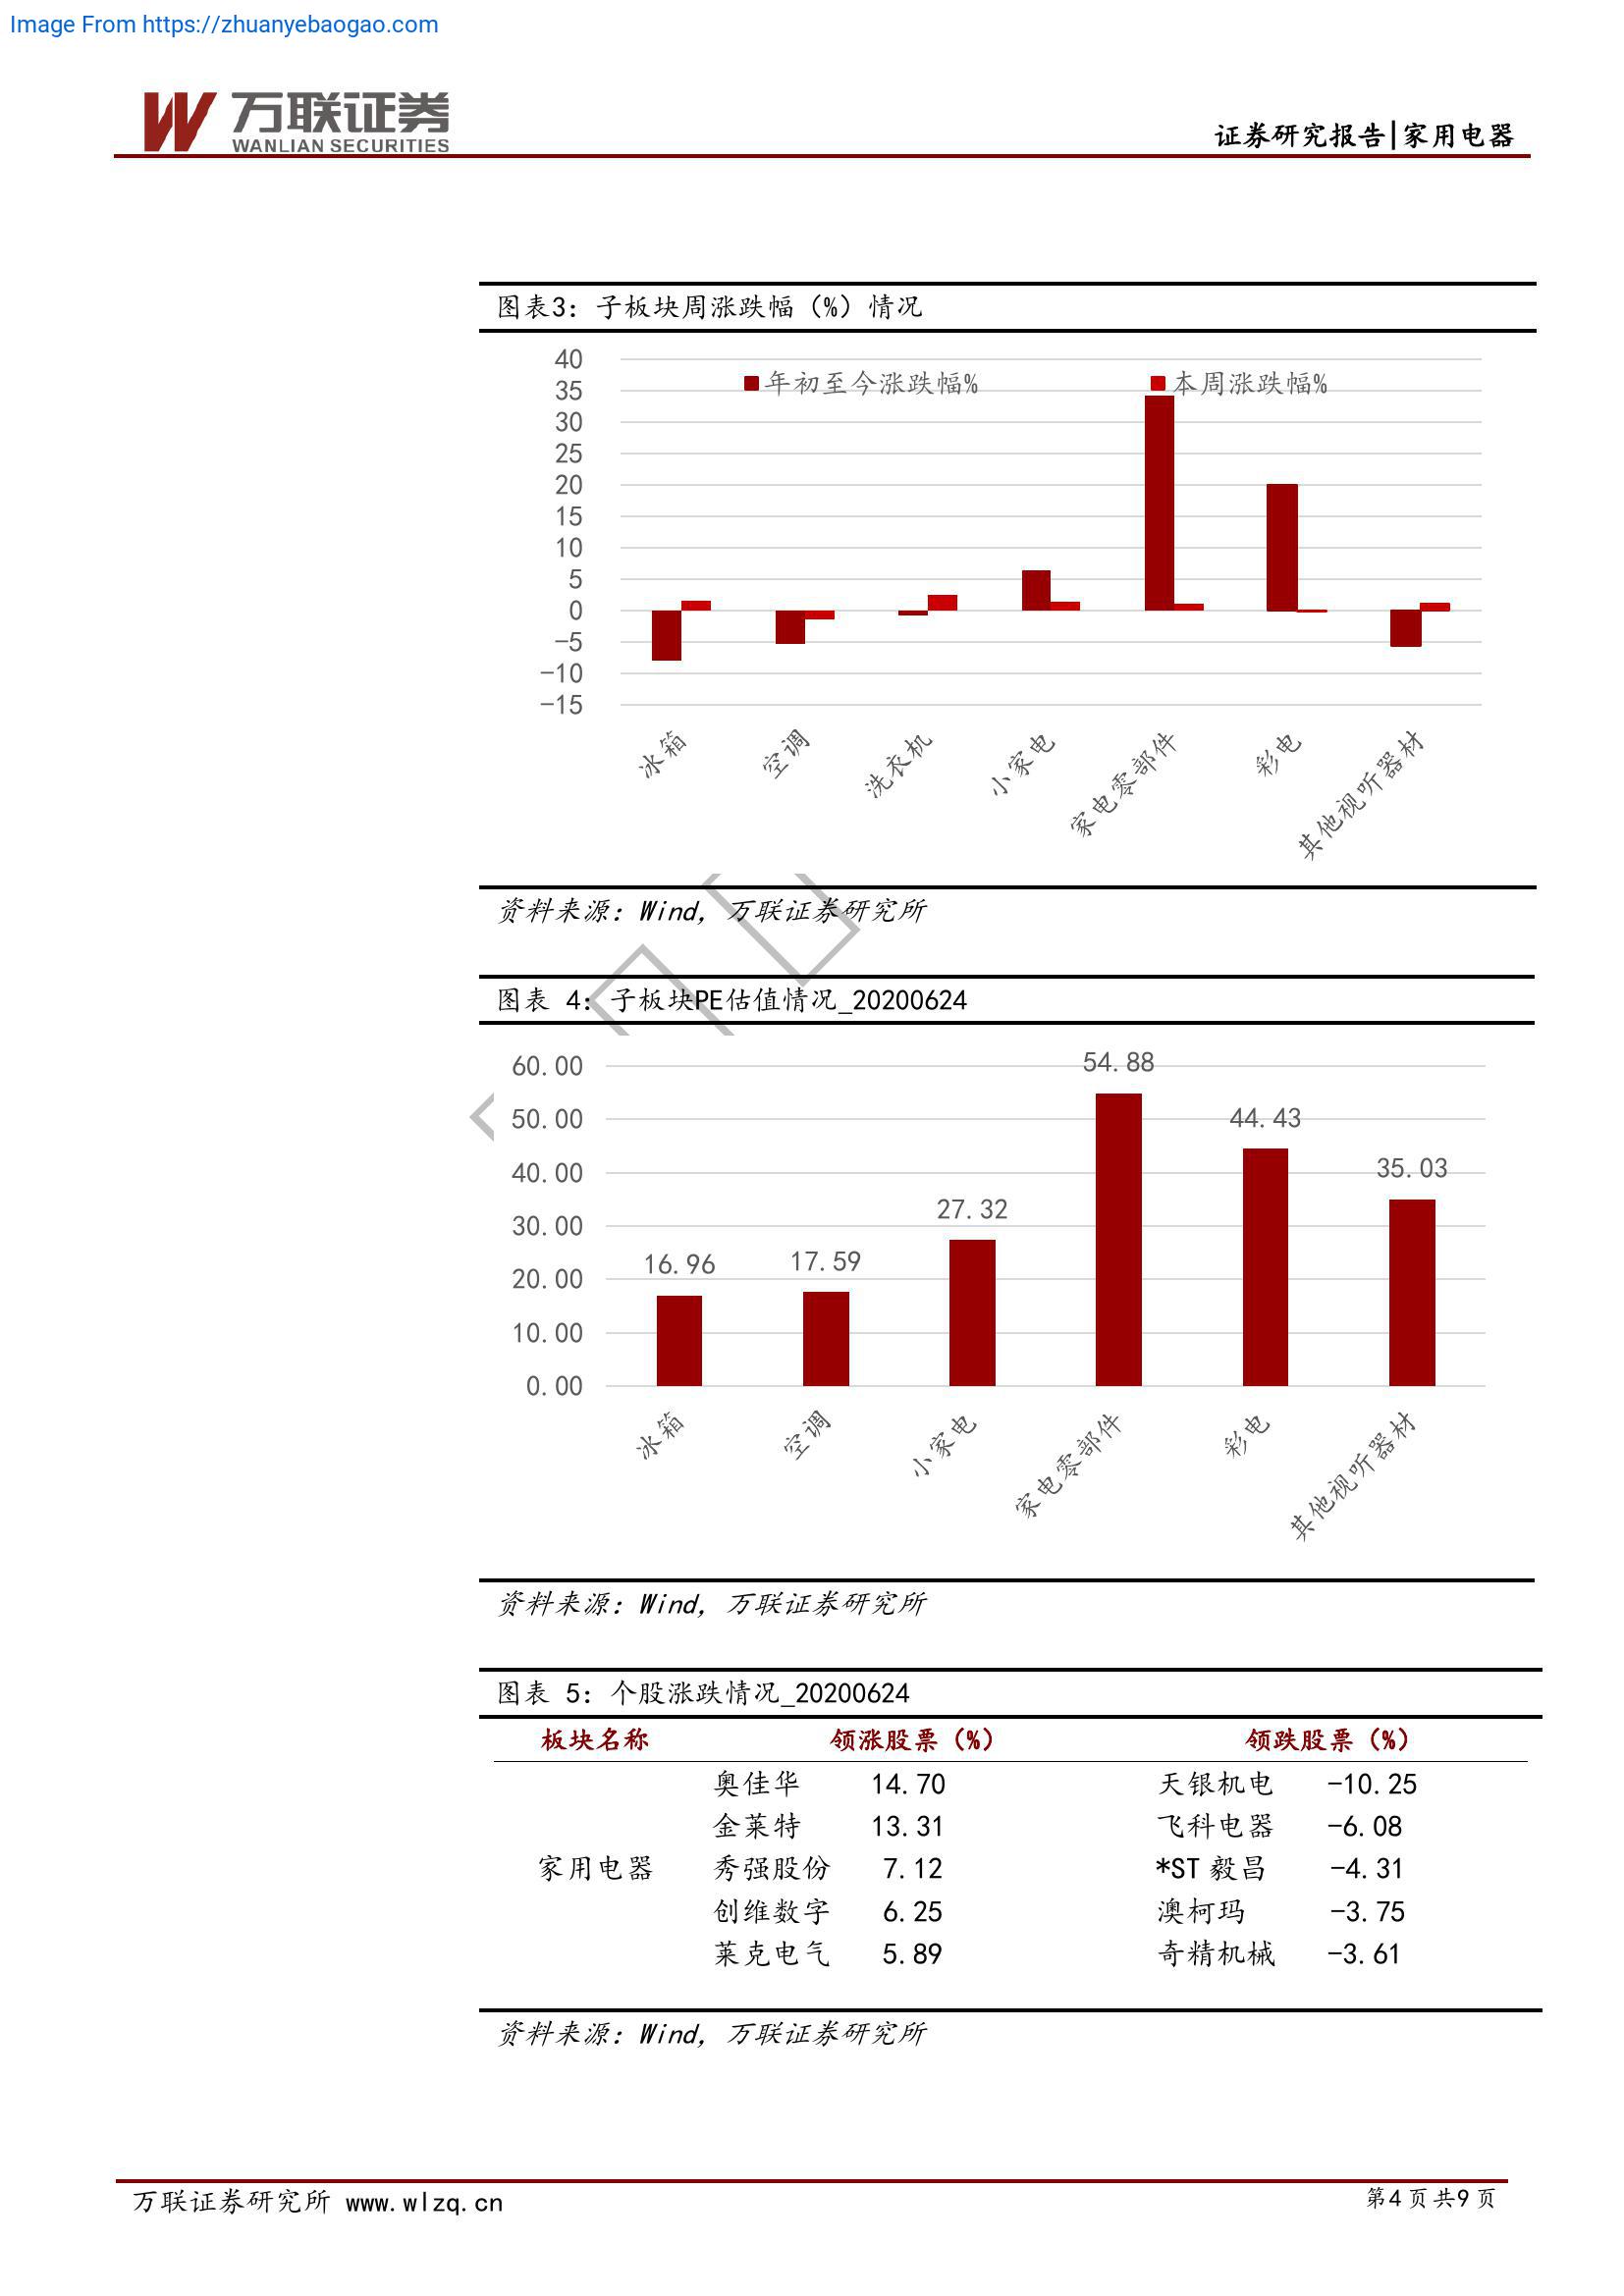 Image From https://zhuanyebaogao.com
万联证券
WANLIAN SECURITIES
证券研究报告|家用电器
图表3：子板块周涨跌幅（%）情况
40
35
30
25
20
15
10
5
0
-5
-10
-15
年初至今涨跌幅%
本周涨跌幅%
冰箱
空调
洗衣机
小家电
家电零部件
彩电
其他视听器材
资料来源：Wind，万联证券研究所
图表 4：子板块PE估值情况_20200624
60.00
50.00
40.00
30.00
20.00
10.00
0.00
16.96
17.59
27.32
54.88
44.43
35.03
冰箱
空调
小家电
家电零部件
彩电
其他视听器材
资料来源：Wind，万联证券研究所
图表 5：个股涨跌情况_20200624
板块名称 领涨股票（%） 领跌股票（%）
奥佳华 14.70 天银机电 -10.25
金莱特 13.31 飞科电器 -6.08
家用电器 秀强股份 7.12 *ST 毅昌 -4.31
创维数字 6.25 澳柯玛 -3.75
莱克电气 5.89 奇精机械 -3.61
资料来源：Wind，万联证券研究所
万联证券研究所 www.wlzq.cn
第4页共9页